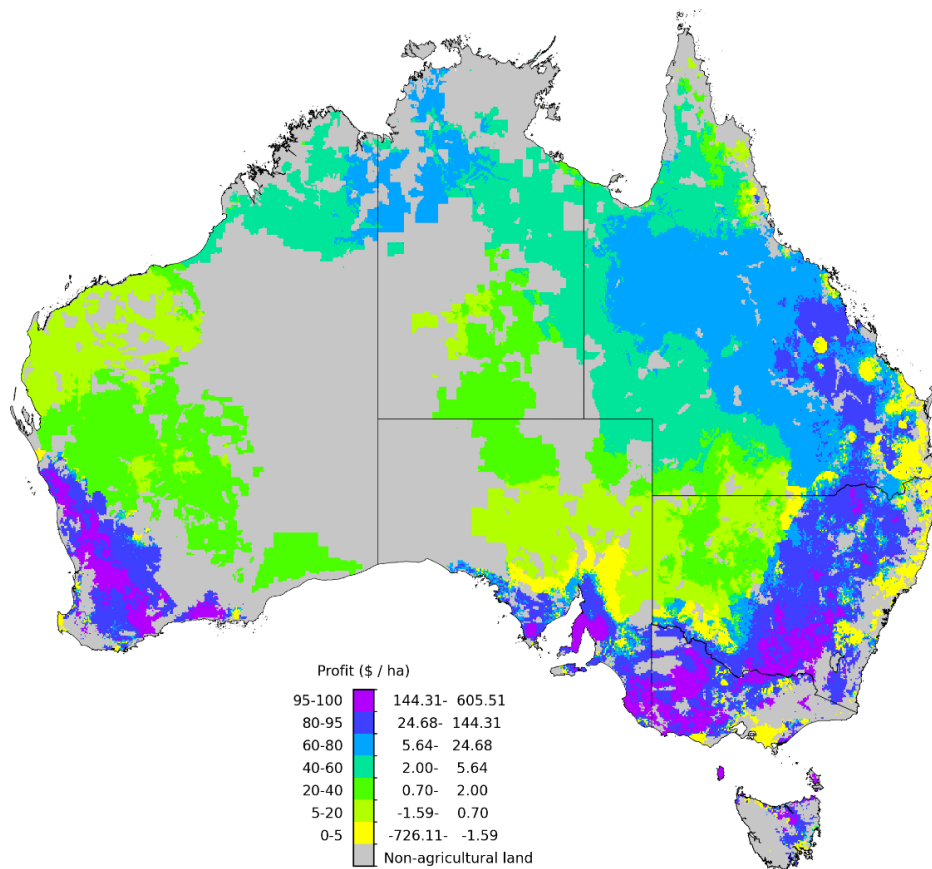 Profit ($ / ha)
95-100 144.31- 605.51
80-95 24.68- 144.31
60-80 5.64- 24.68
40-60 2.00- 5.64
20-40 0.70- 2.00
5-20 -1.59- 0.70
0-5 -726.11- -1.59
Non-agricultural land